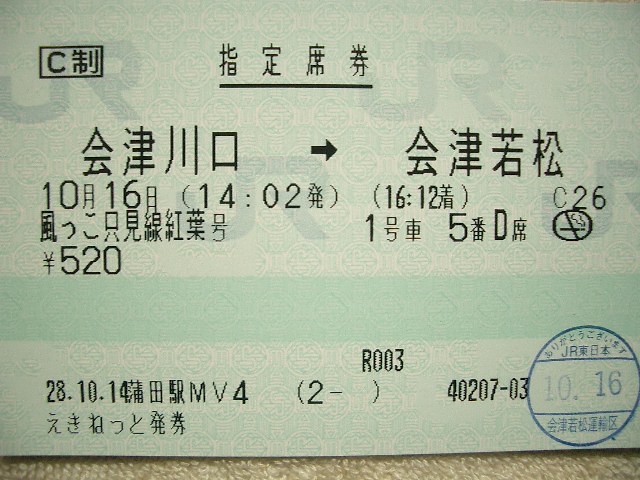 C制 指定席券
会津川口 → 会津若松
10月16日 (14:02発) (16:12着) C26
風っこ只見線紅葉号 1号車 5番D席
¥520
R003
28.10.14蒲田駅MV4 (2- ) 40207-03
えきねっと発券
ありがとうございます
JR東日本
10.16
会津若松運輸区